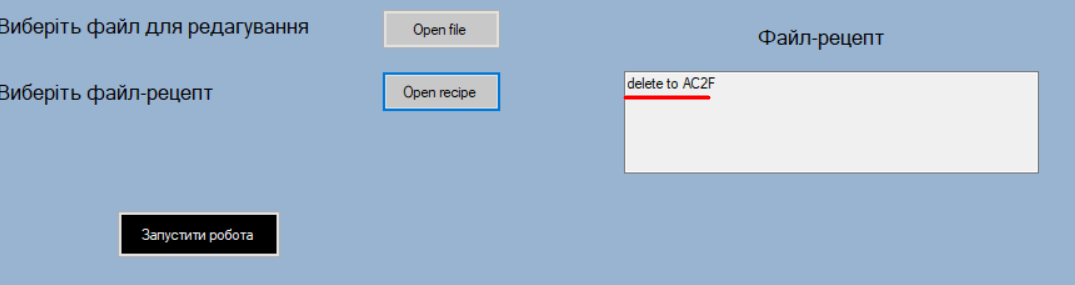 Виберіть файл для редагування
Open file
Файл-рецепт
delete to AC2F
Виберіть файл-рецепт
Open recipe
Запустити робота